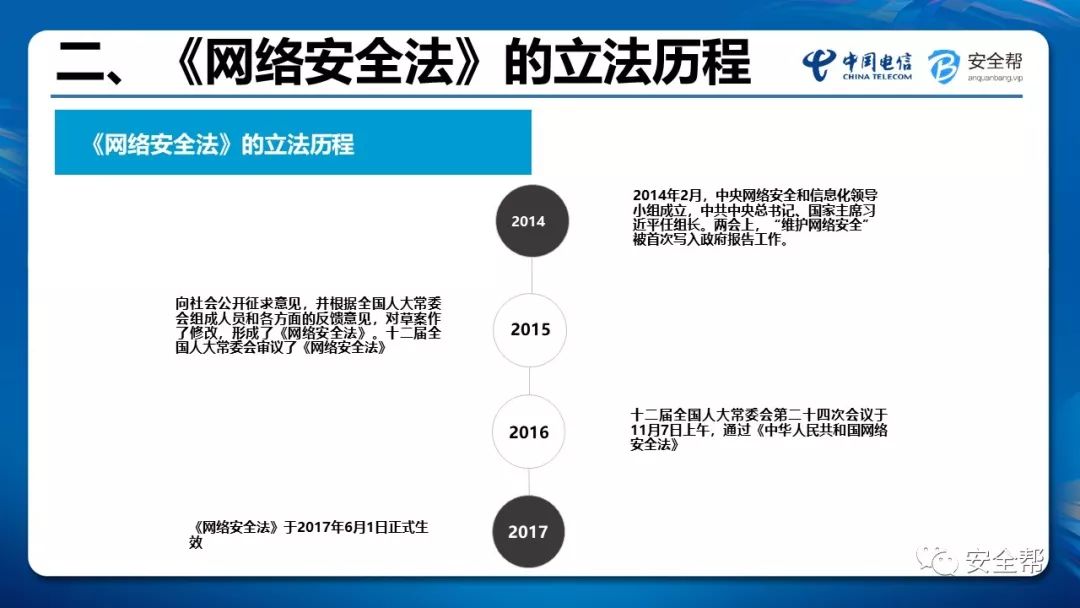 二、《网络安全法》的立法历程
中国电信
CHINA TELECOM
安全帮
anquanbang.vip
《网络安全法》的立法历程
2014
2014年2月，中央网络安全和信息化领导
小组成立，中共中央总书记、国家主席习
近平任组长。两会上，“维护网络安全”
被首次写入政府报告工作。
向社会公开征求意见，并根据全国人大常委
会组成人员和各方面的反馈意见，对草案作
了修改，形成了《网络安全法》。十二届全
国人大常委会审议了《网络安全法》
2015
2016
十二届全国人大常委会第二十四次会议于
11月7日上午，通过《中华人民共和国网络
安全法》
《网络安全法》于2017年6月1日正式生
效
2017
安全帮